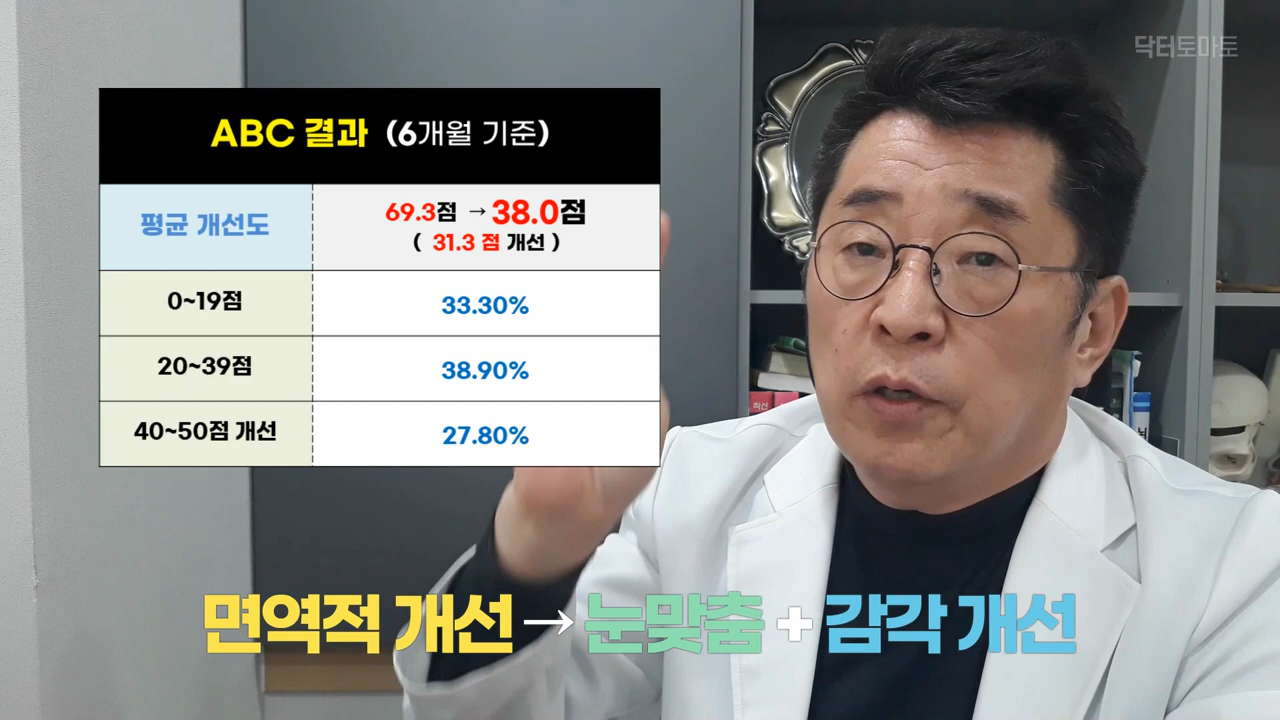 닥터토마토
ABC 결과 (6개월 기준)
평균 개선도
69.3점 → 38.0점
( 31.3 점 개선 )
0~19점
33.30%
20~39점
38.90%
40~50점 개선
27.80%
최신
면역적 개선 → 눈맞춤 + 감각 개선